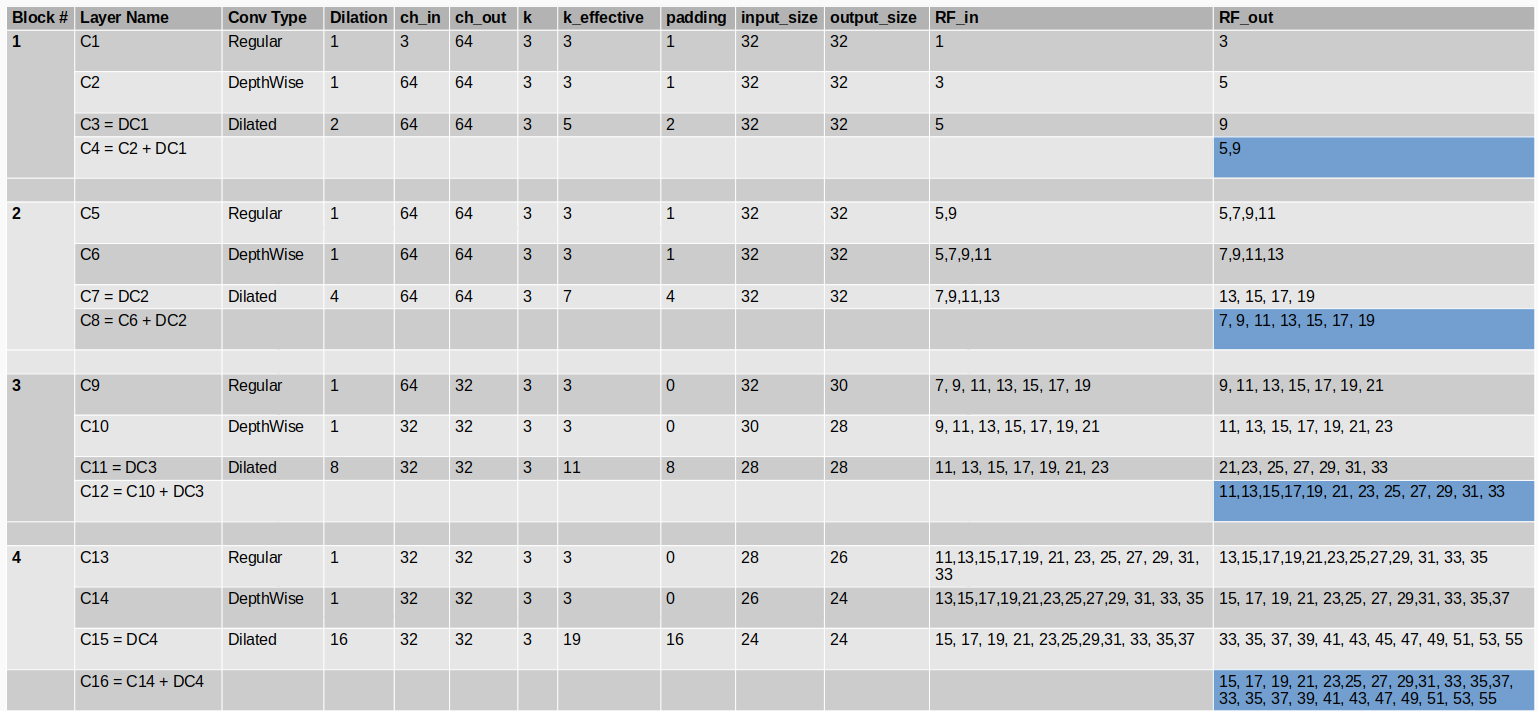 Block # Layer Name Conv Type Dilation ch_in ch_out k k_effective padding input_size output_size RF_in RF_out
1 C1 Regular 1 3 64 3 3 1 32 32 1 3
C2 DepthWise 1 64 64 3 3 1 32 32 3 5
C3 = DC1 Dilated 2 64 64 3 5 2 32 32 5 9
C4 = C2 + DC1 5,9
2 C5 Regular 1 64 64 3 3 1 32 32 5,9 5,7,9,11
C6 DepthWise 1 64 64 3 3 1 32 32 5,7,9,11 7,9,11,13
C7 = DC2 Dilated 4 64 64 3 7 4 32 32 7,9,11,13 13, 15, 17, 19
C8 = C6 + DC2 7, 9, 11, 13, 15, 17, 19
3 C9 Regular 1 64 32 3 3 0 32 30 7, 9, 11, 13, 15, 17, 19 9, 11, 13, 15, 17, 19, 21
C10 DepthWise 1 32 32 3 3 0 30 28 9, 11, 13, 15, 17, 19, 21 11, 13, 15, 17, 19, 21, 23
C11 = DC3 Dilated 8 32 32 3 11 8 28 28 11, 13, 15, 17, 19, 21, 23 21,23, 25, 27, 29, 31, 33
C12 = C10 + DC3 11,13,15,17,19, 21, 23, 25, 27, 29, 31, 33
4 C13 Regular 1 32 32 3 3 0 28 26 11,13,15,17,19, 21, 23, 25, 27, 29, 31, 13,15,17,19,21,23,25,27,29, 31, 33, 35
33
C14 DepthWise 1 32 32 3 3 0 26 24 13,15,17,19,21,23,25,27,29, 31, 33, 35 15, 17, 19, 21, 23,25, 27, 29,31, 33, 35,37
C15 = DC4 Dilated 16 32 32 3 19 16 24 24 15, 17, 19, 21, 23,25,29,31, 33, 35,37 33, 35, 37, 39, 41, 43, 45, 47, 49, 51, 53, 55
C16 = C14 + DC4 15, 17, 19, 21, 23,25, 27, 29,31, 33, 35,37,
33, 35, 37, 39, 41, 43, 47, 49, 51, 53, 55